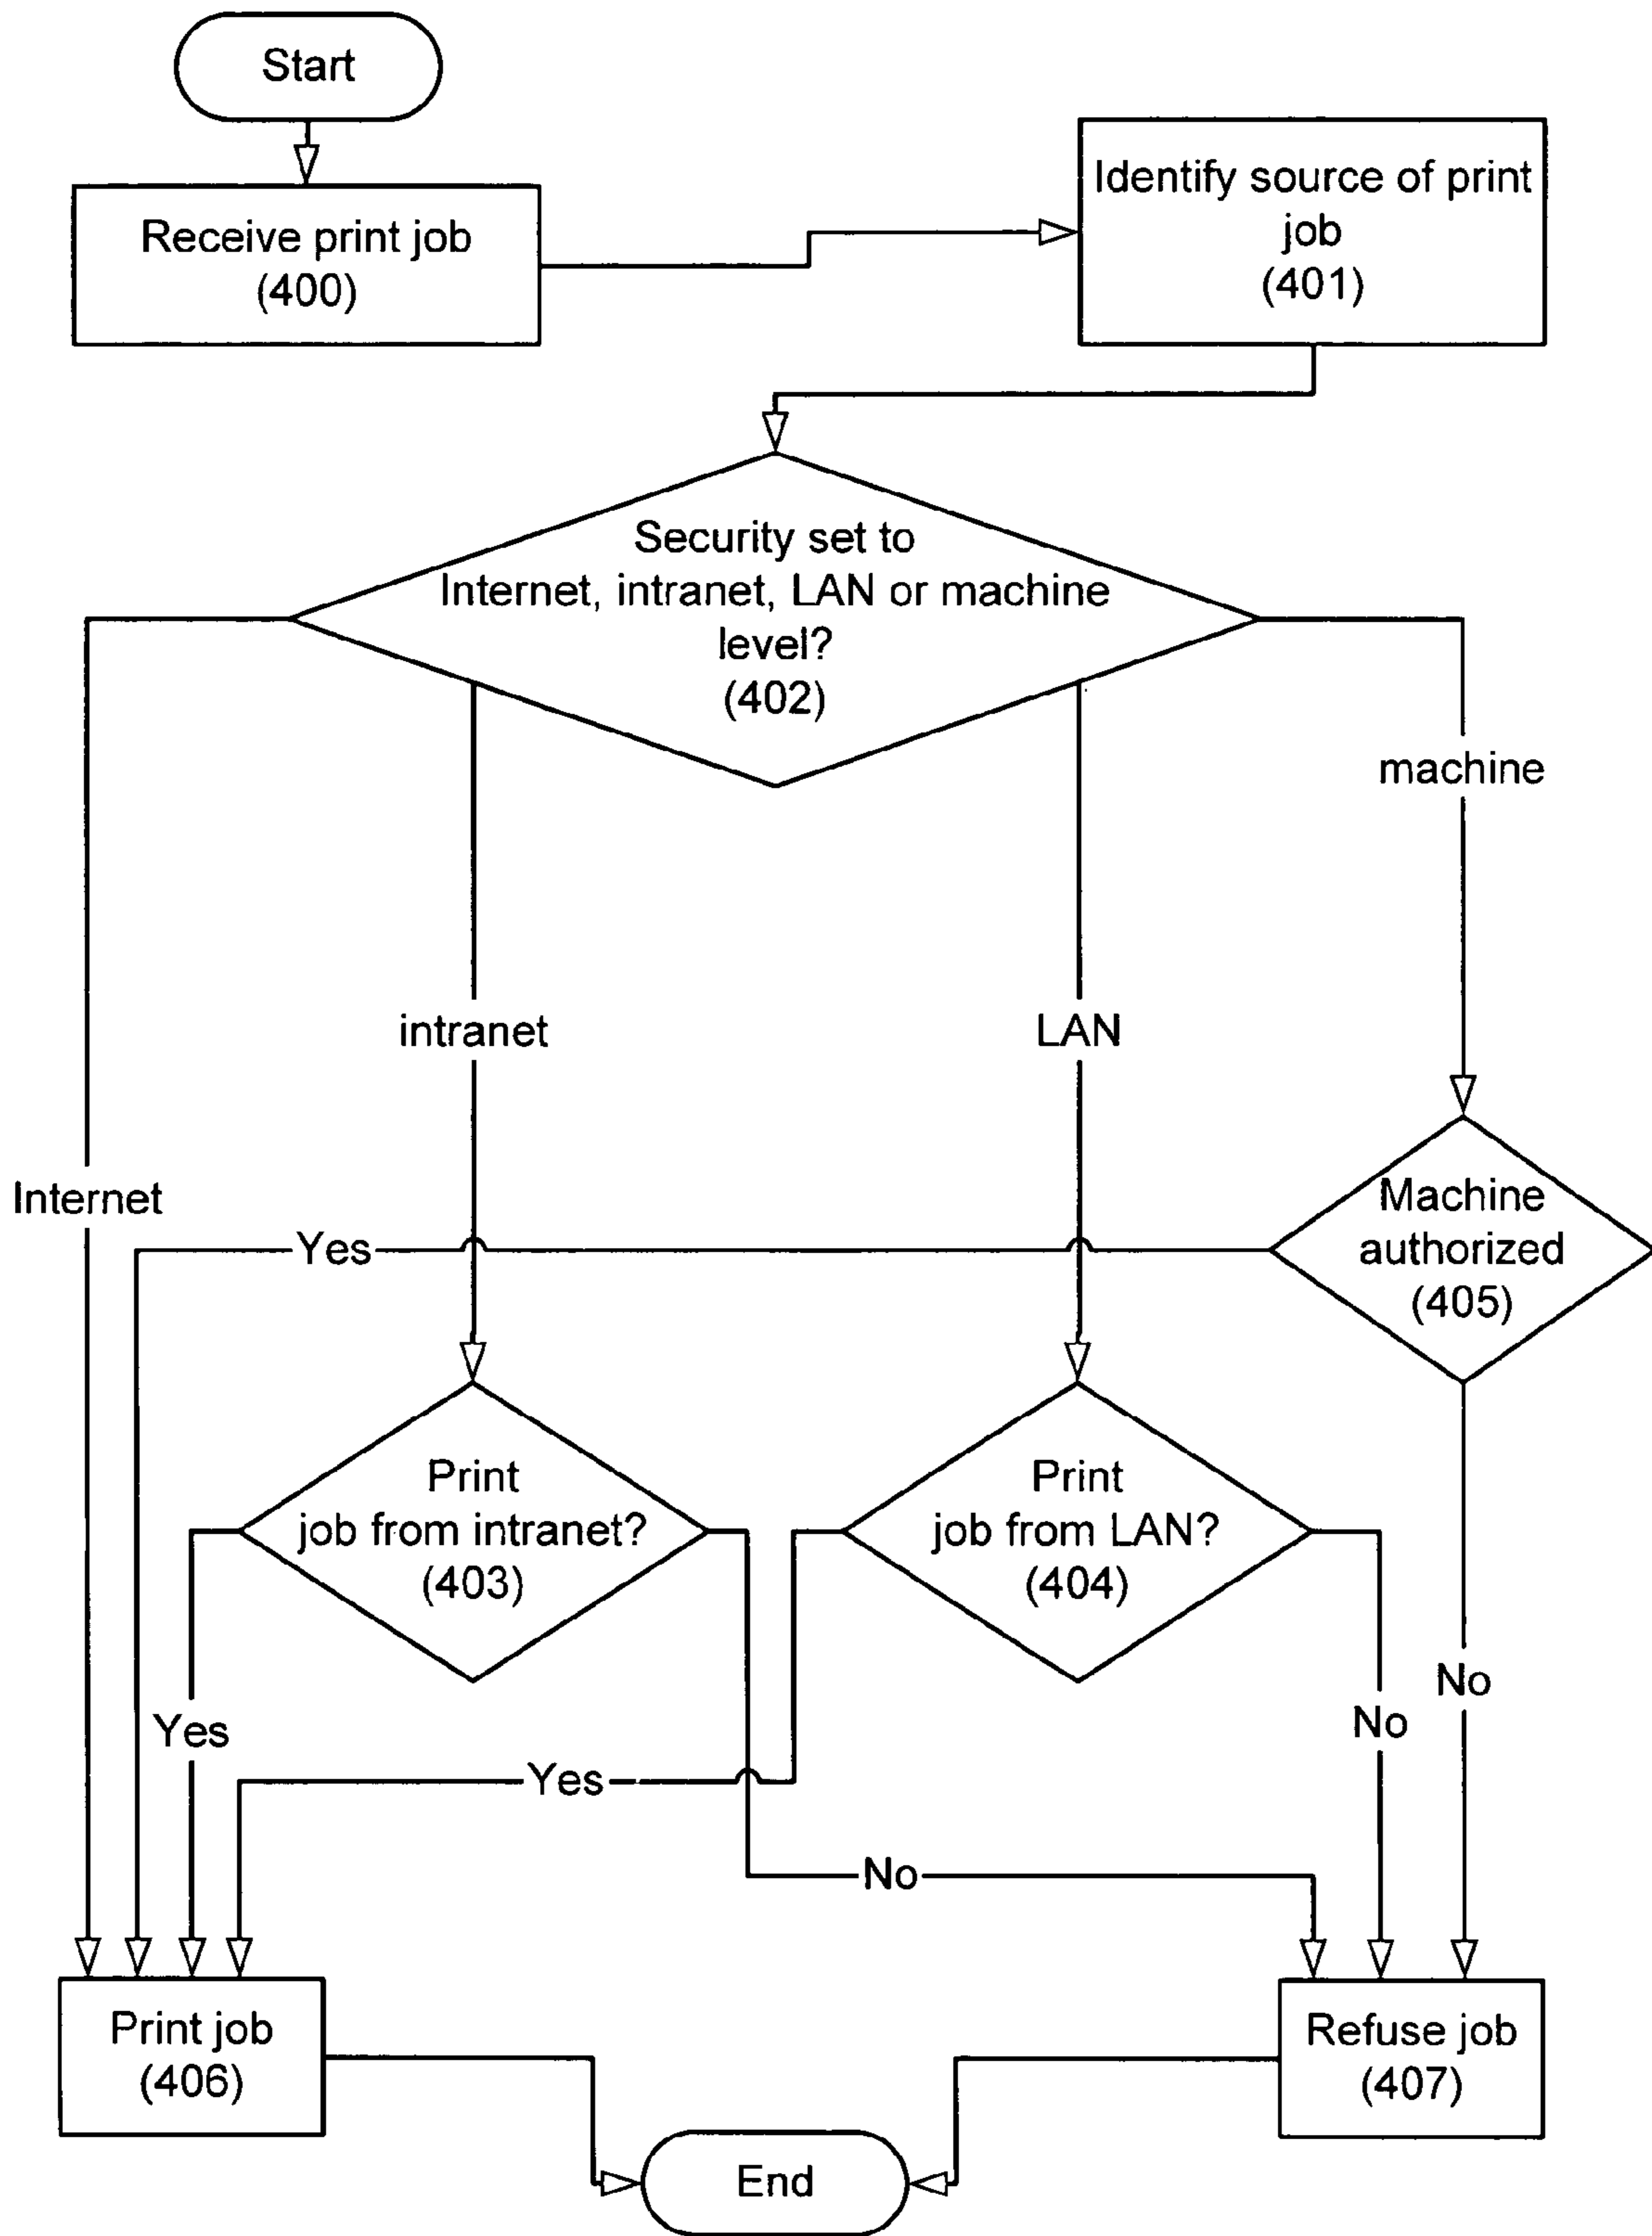 Start
Receive print job
(400)
Identify source of print
job
(401)
Security set to
Internet, intranet, LAN or machine
level?
(402)
machine
intranet
LAN
Internet
Yes
Machine
authorized
(405)
Print
job from intranet?
(403)
Print
job from LAN?
(404)
Yes
Yes
No
No
No
Print job
(406)
Refuse job
(407)
End